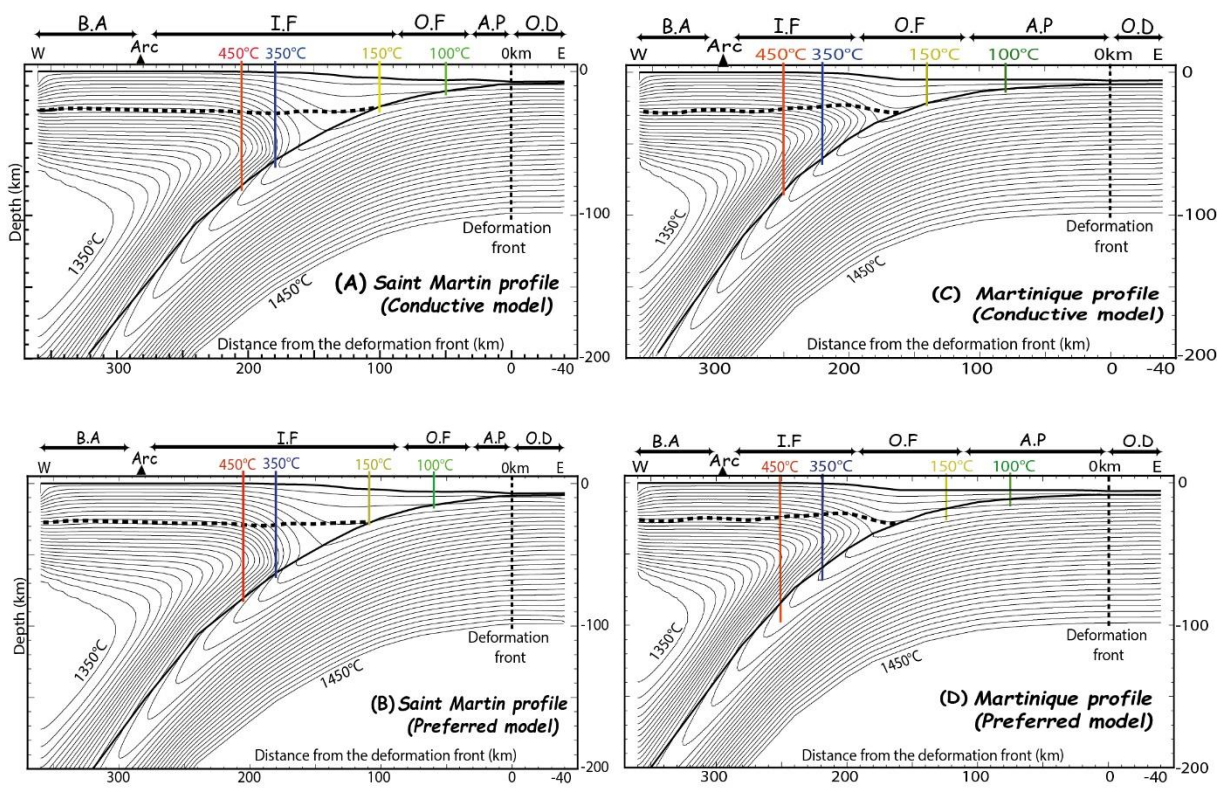 B.A I.F O.F A.P O.D
W Arc 450°C 350°C 150°C 100°C 0km E
0
-100
-200
Depth (km)
1350°C
1450°C
Deformation
front
(A) Saint Martin profile
(Conductive model)
Distance from the deformation front (km)
300 200 100 0 -40
B.A I.F O.F A.P O.D
W Arc 450°C 350°C 150°C 100°C 0km E
0
-100
-200
1350°C
1450°C
Deformation
front
(C) Martinique profile
(Conductive model)
Distance from the deformation front (km)
300 200 100 0 -40
B.A I.F O.F A.P O.D
W Arc 450°C 350°C 150°C 100°C 0km E
0
-100
-200
Depth (km)
1350°C
1450°C
Deformation
front
(B) Saint Martin profile
(Preferred model)
Distance from the deformation front (km)
300 200 100 0 -40
B.A I.F O.F A.P O.D
W Arc 450°C 350°C 150°C 100°C 0km E
0
-100
-200
1350°C
1450°C
Deformation
front
(D) Martinique profile
(Preferred model)
Distance from the deformation front (km)
300 200 100 0 -40